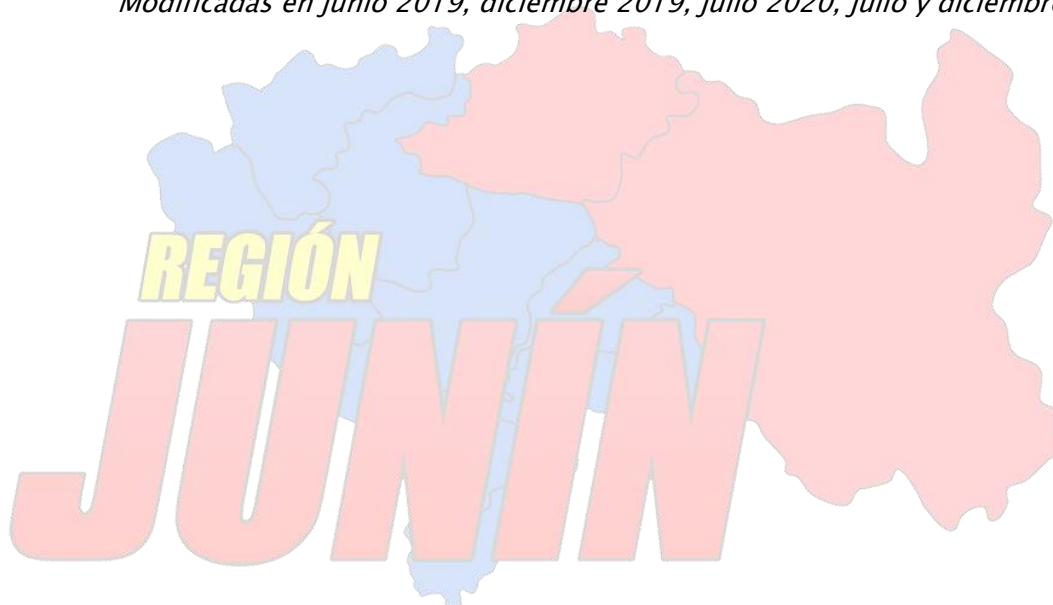 Modificadas en junio 2019, diciembre 2019, julio 2020, julio y diciembre
REGIÓN
JUNÍN